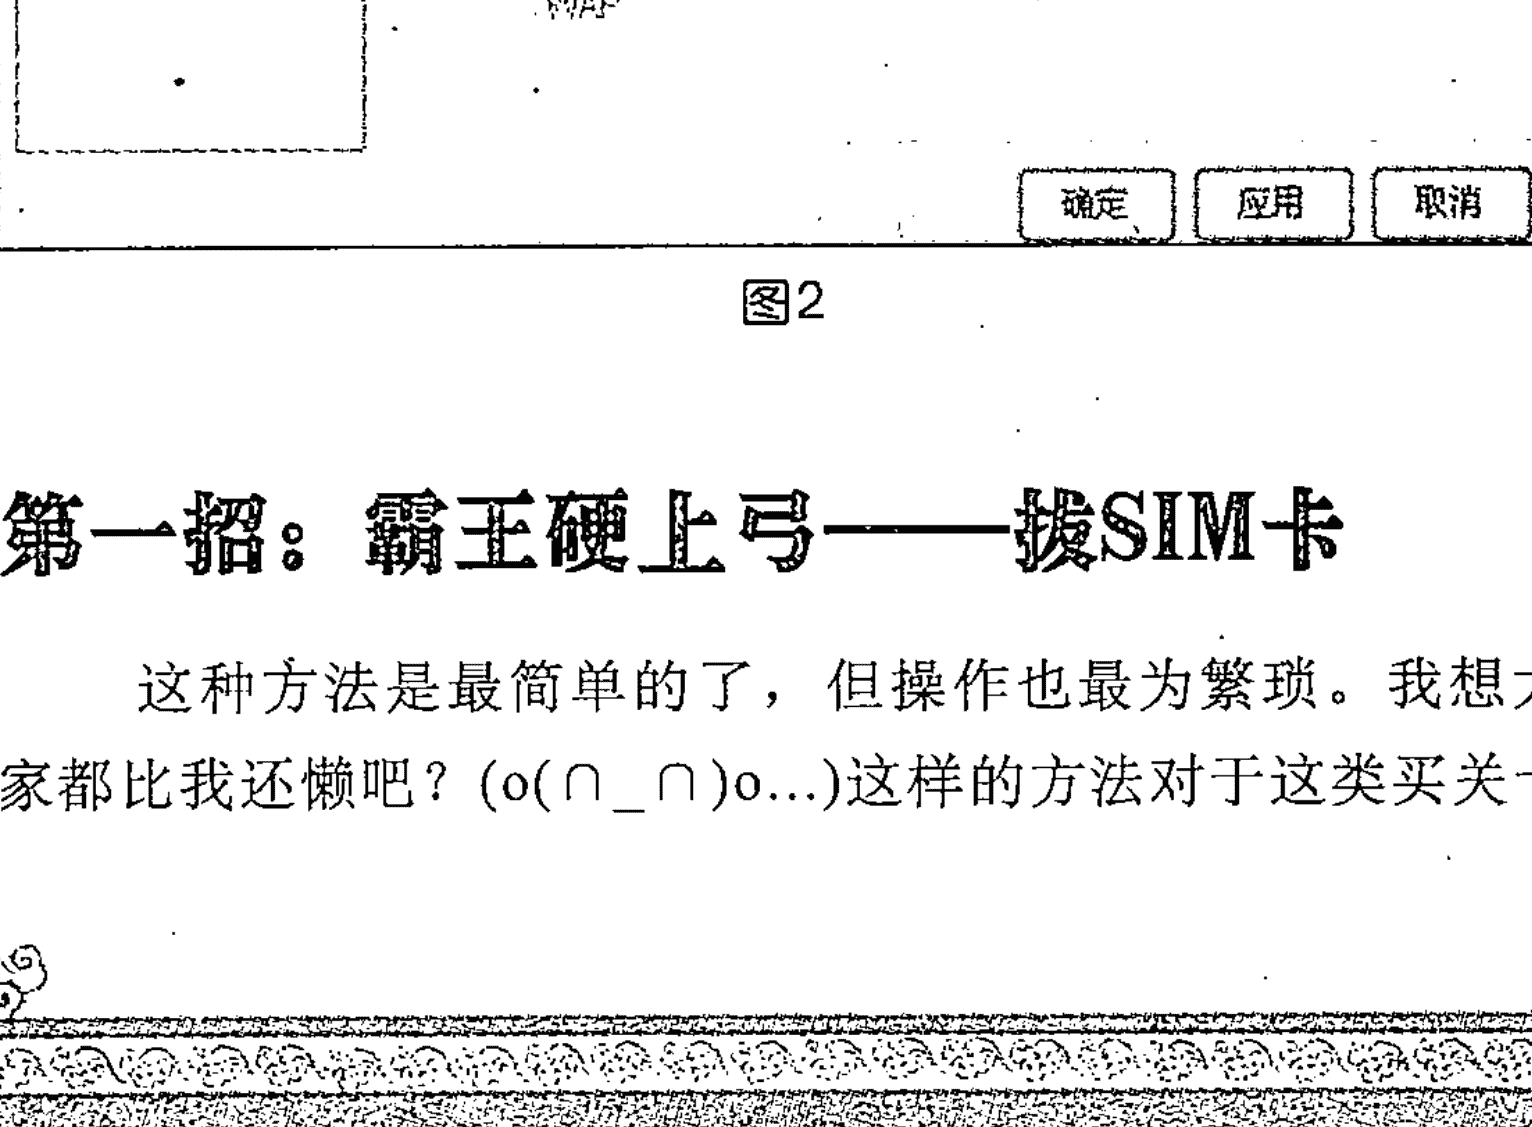 确定 应用 取消
图2
第一招：霸王硬上弓——拔SIM卡
这种方法是最简单的了，但操作也最为繁琐。我想
家都比我还懒吧？(o(∩_∩)o...)这样的方法对于这类买关